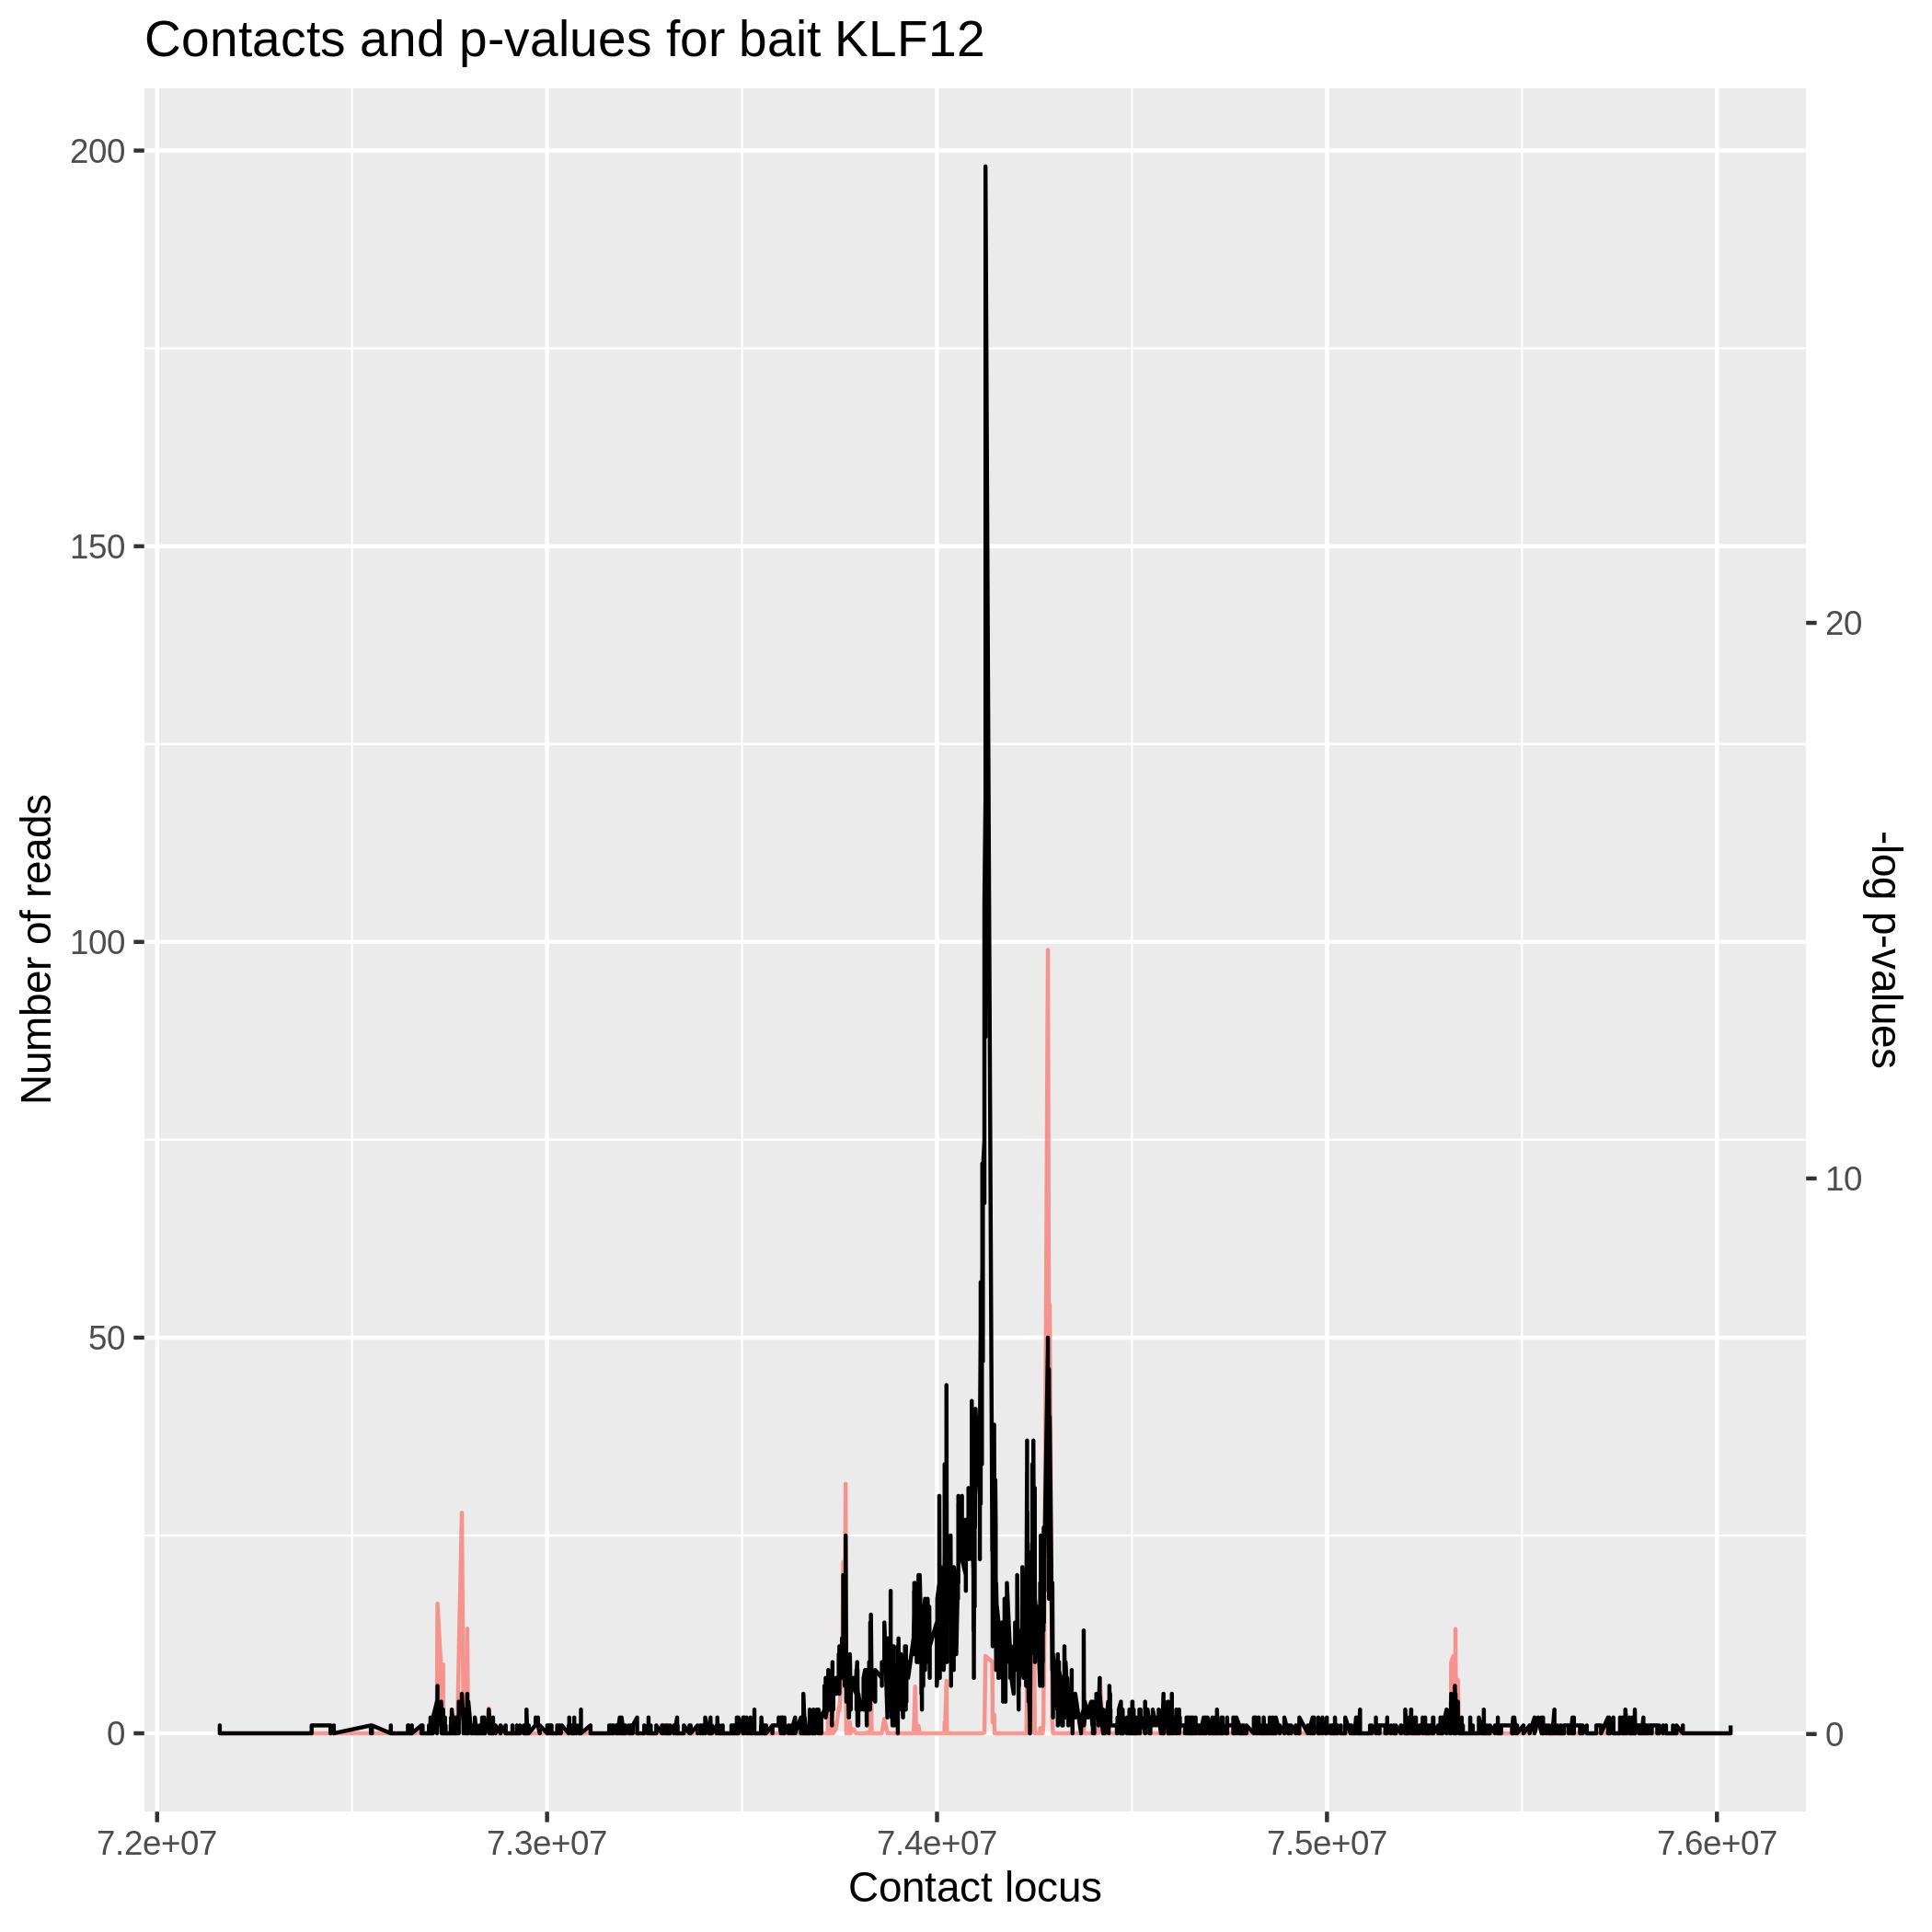 Contacts and p-values for bait KLF12
200
150
100
50
0
Number of reads
20
10
0
-log p-values
7.2e+07
7.3e+07
7.4e+07
7.5e+07
7.6e+07
Contact locus